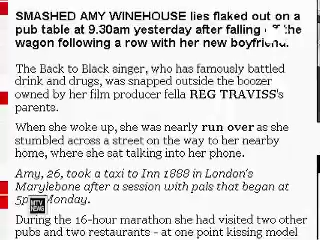 SMASHED AMY WINEHOUSE lies flaked out on a
pub table at 9.30am yesterday after falling the
wagon following a row with her new boyfriend.
The Back to Black singer, who has famously battled
drink and drugs, was snapped outside the boozer
owned by her film producer fella REG TRAVISS's
parents.
When she woke up, she was nearly run over as she
stumbled across a street on the way to her nearby
home, where she sat talking into her phone.
Amy, 26, took a taxi to Inn 1888 in London's
Marylebone after a session with pals that began at
5p Monday.
MTV
NEWS
During the 16-hour marathon she had visited two other
pubs and two restaurants - at one point kissing model